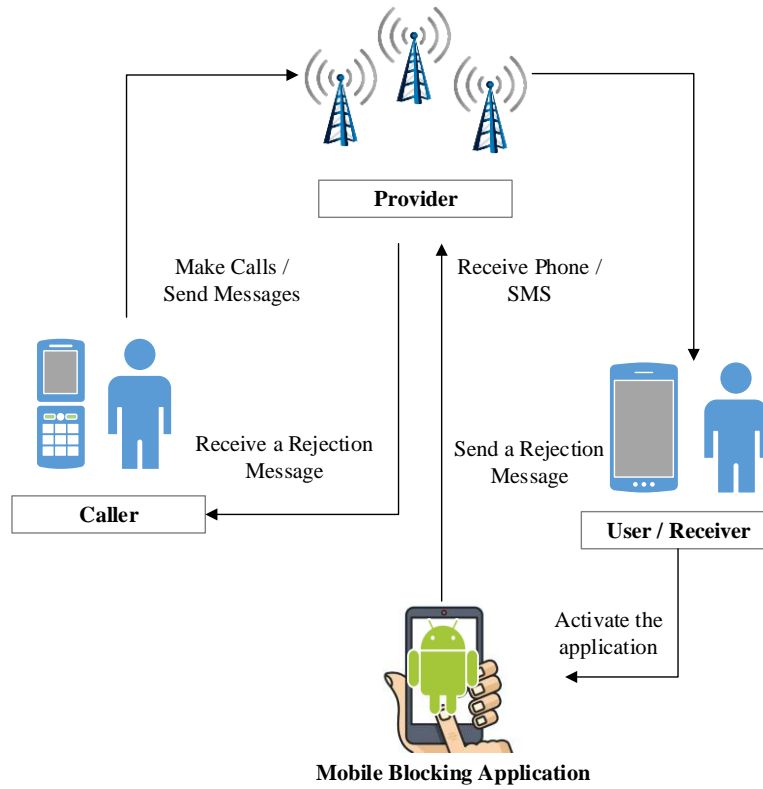 Provider
Make Calls /
Send Messages
Receive Phone /
SMS
Receive a Rejection
Message
Send a Rejection
Message
Caller
User / Receiver
Activate the
application
Mobile Blocking Application